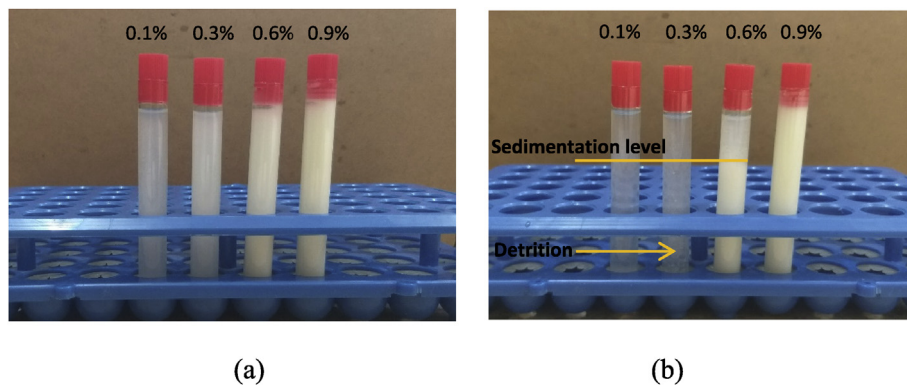 0.1% 0.3% 0.6% 0.9%
0.1% 0.3% 0.6% 0.9%
Sedimentation level
Detrition
(a)
(b)